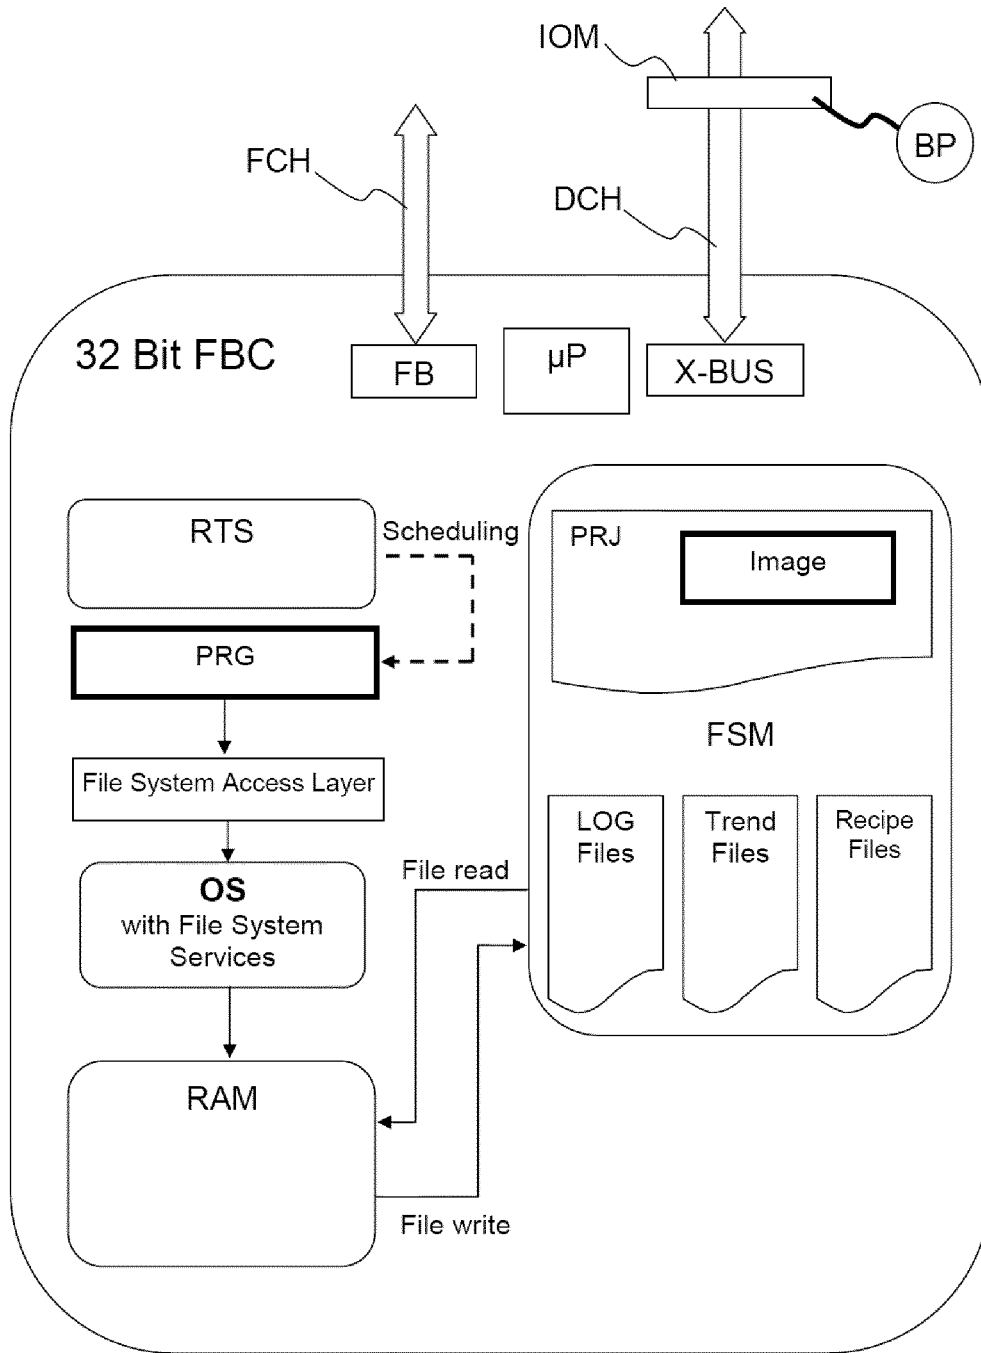 IOM
BP
FCH
DCH
32 Bit FBC
FB
µP
X-BUS
RTS
Scheduling
PRG
File System Access Layer
OS
with File System
Services
RAM
File read
File write
PRJ
Image
FSM
LOG
Files
Trend
Files
Recipe
Files